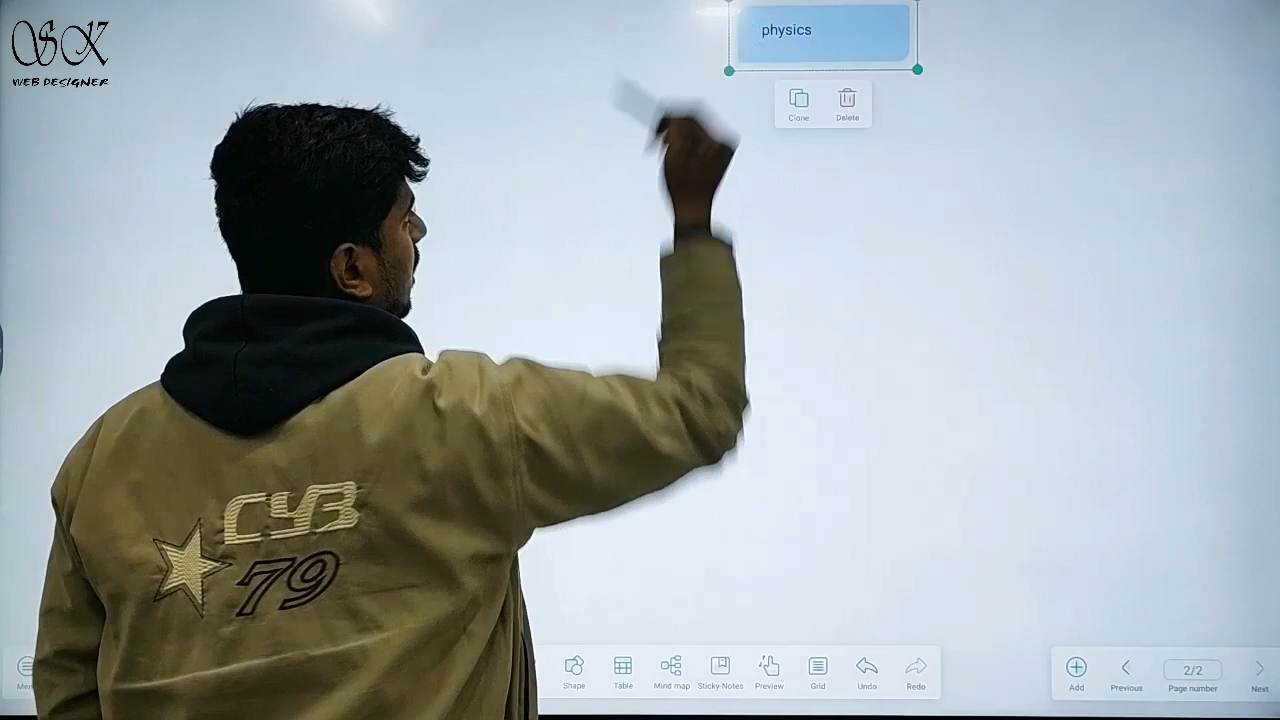 SK
WEB DESIGNER
physics
Clone
Delete
CYB
79
Shape
Table
Mind map
Sticky-Notes
Preview
Grid
Undo
Redo
Add
Previous
2/2
Page number
Next